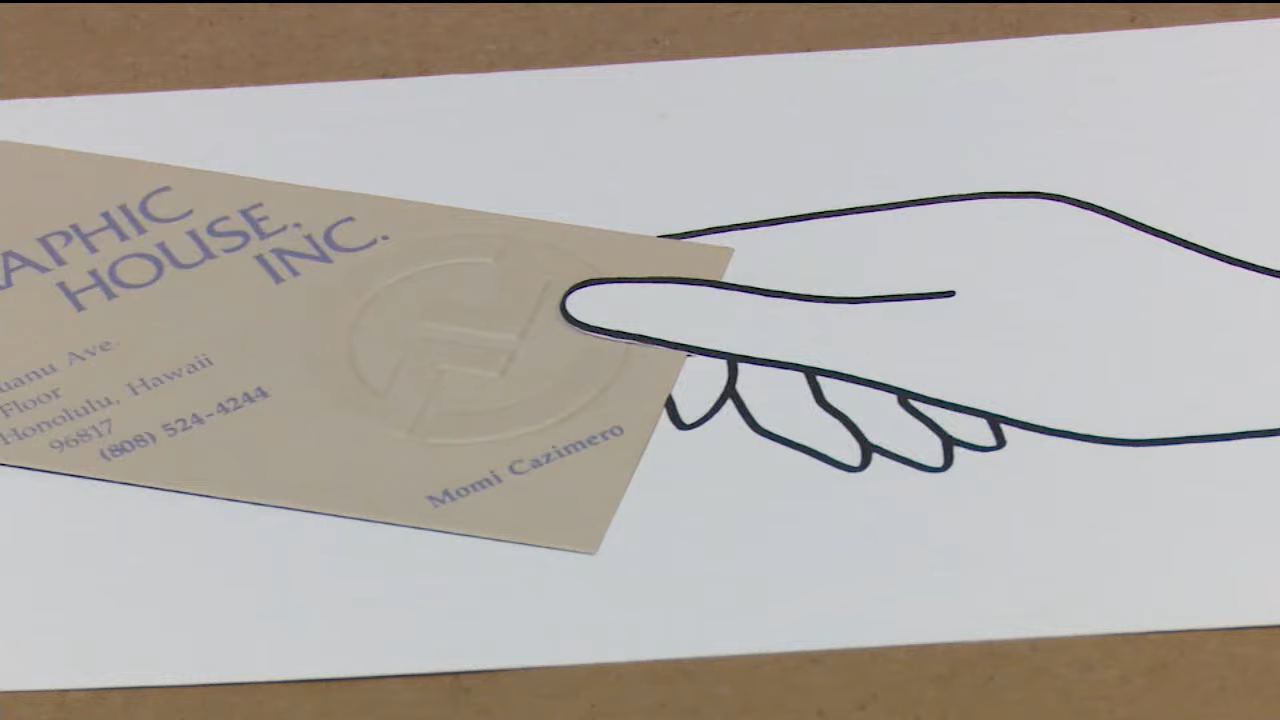 APHIC
HOUSE,
INC.
uanu Ave.
Floor
Honolulu, Hawaii
96817
(808) 524-4244
Momi Cazimero